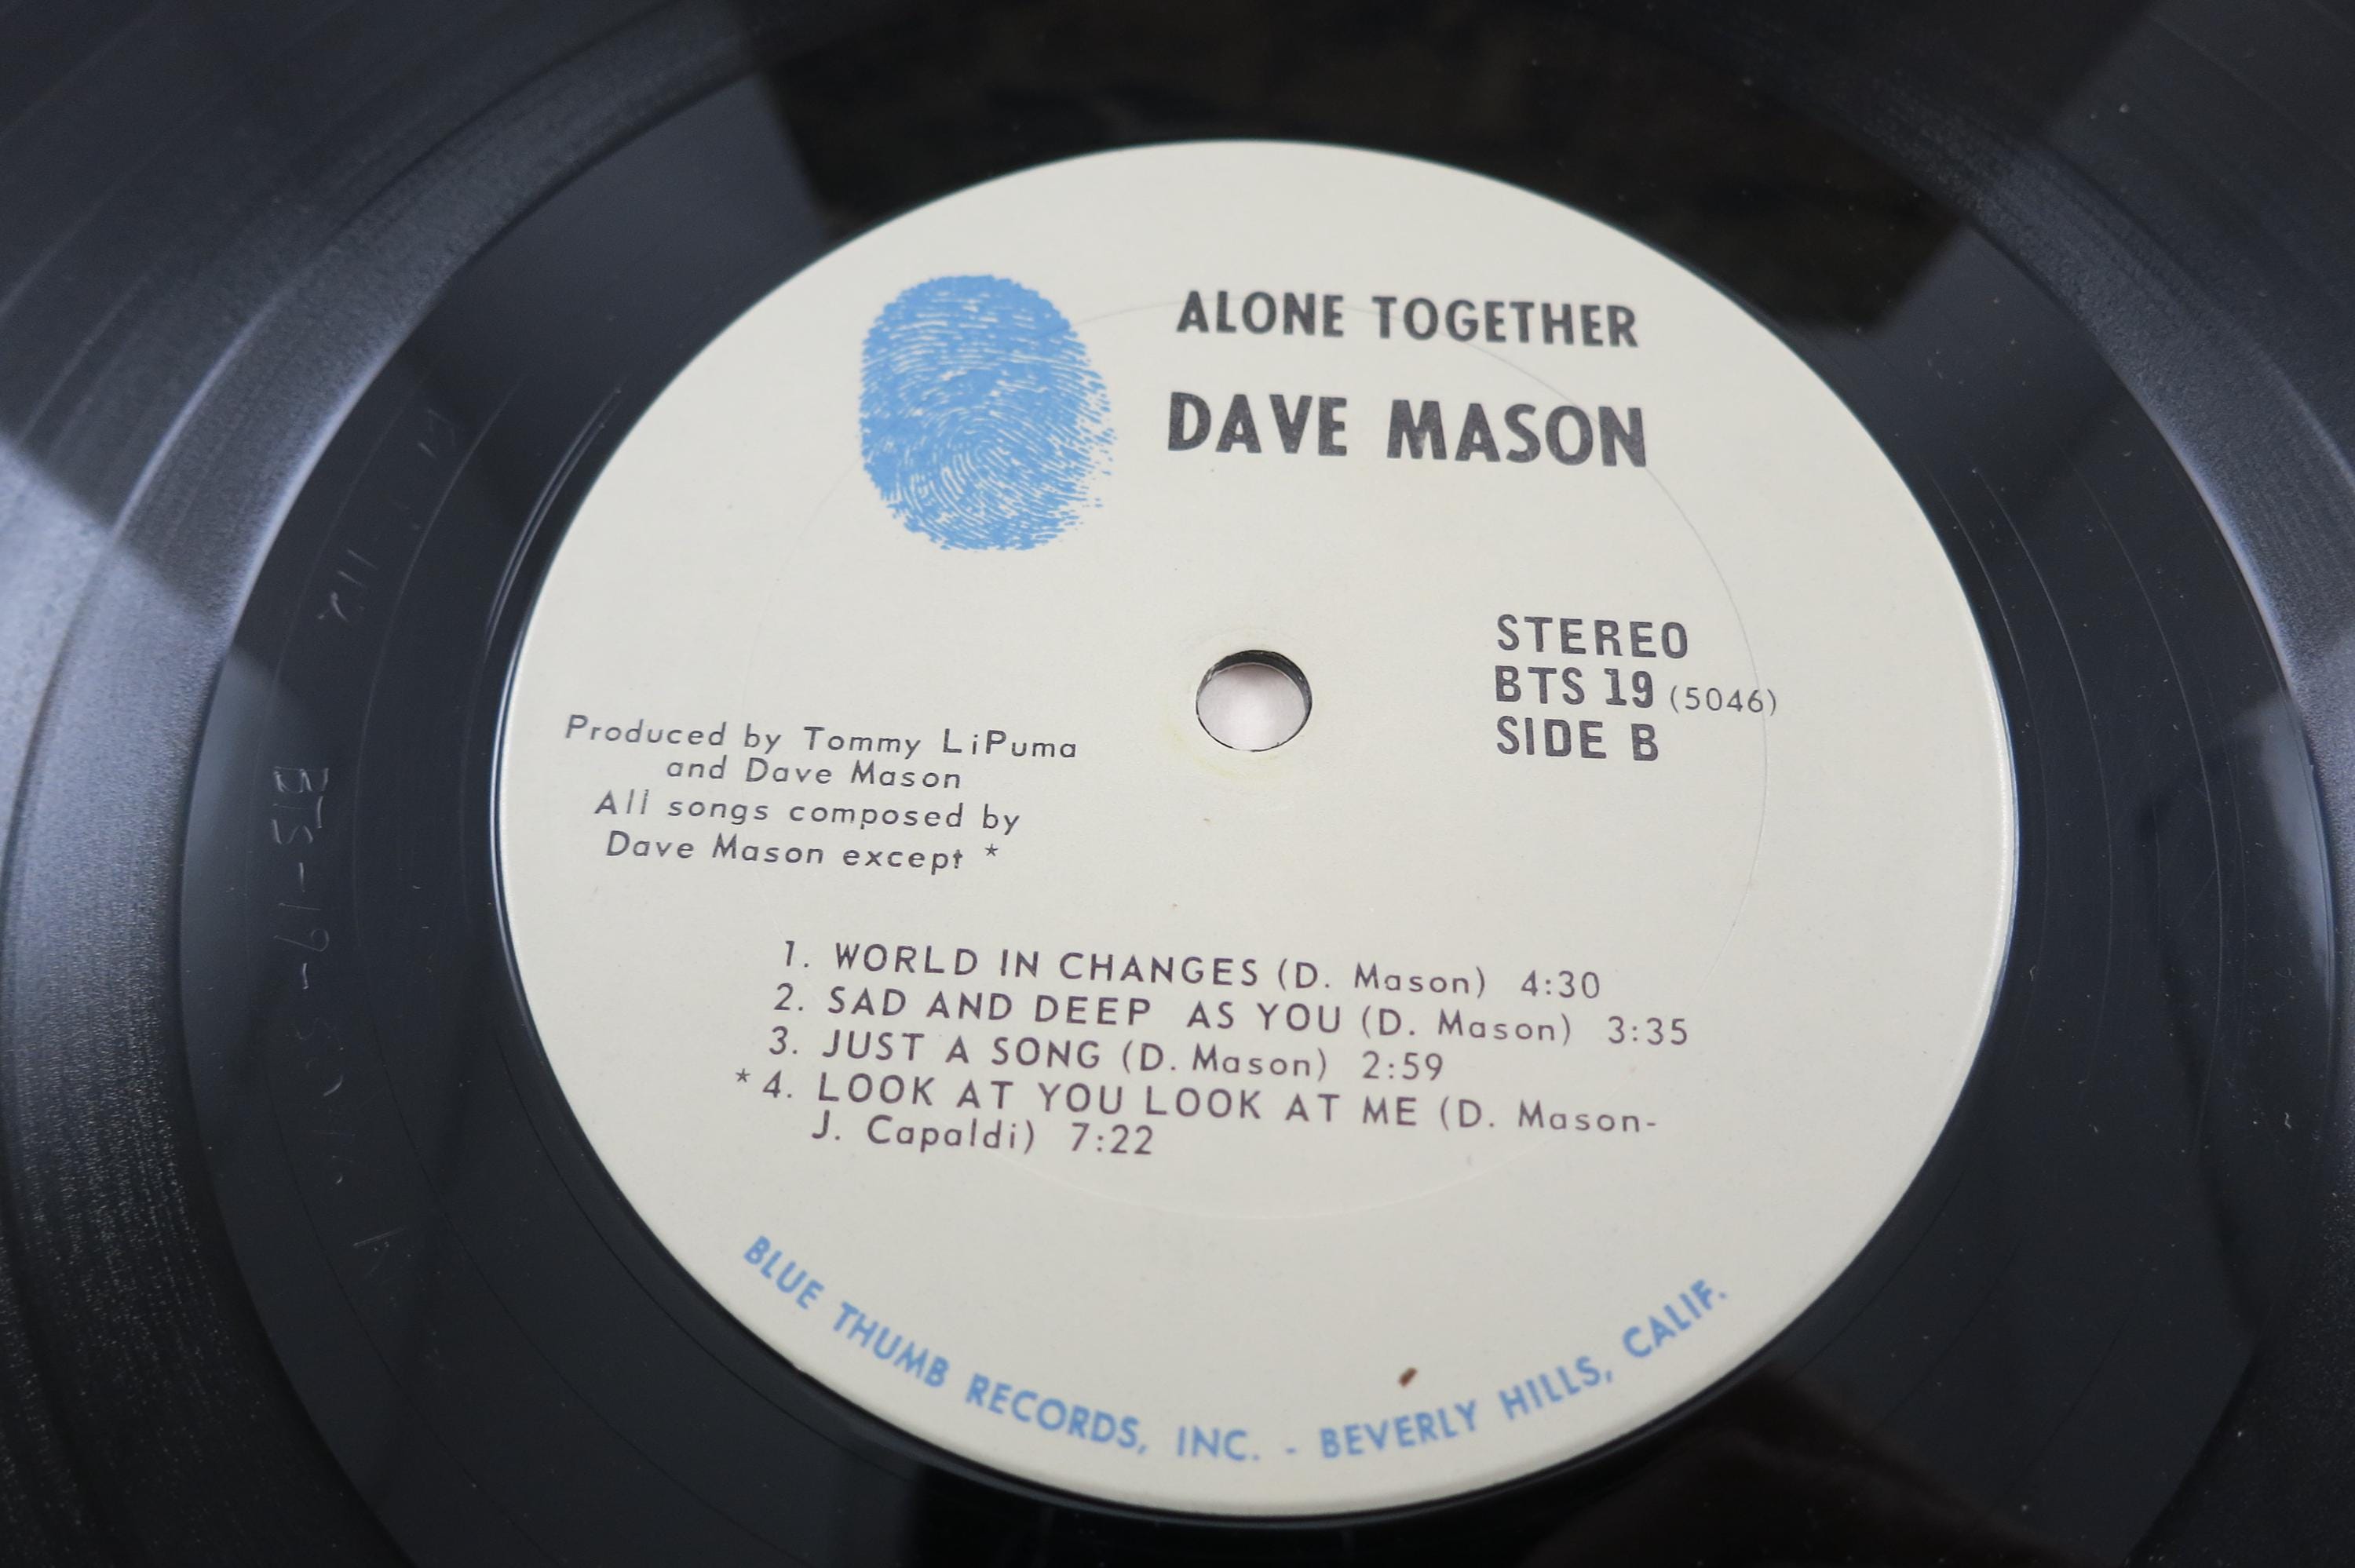 ALONE TOGETHER
DAVE MASON
STEREO
BTS 19 (5046)
SIDE B
Produced by Tommy LiPuma
and Dave Mason
All songs composed by
Dave Mason except *
1. WORLD IN CHANGES (D. Mason) 4:30
2. SAD AND DEEP AS YOU (D. Mason) 3:35
3. JUST A SONG (D. Mason) 2:59
* 4. LOOK AT YOU LOOK AT ME (D. Mason-
J. Capaldi) 7:22
BLUE THUMB RECORDS, INC. - BEVERLY HILLS, CALIF.
BTS-19-